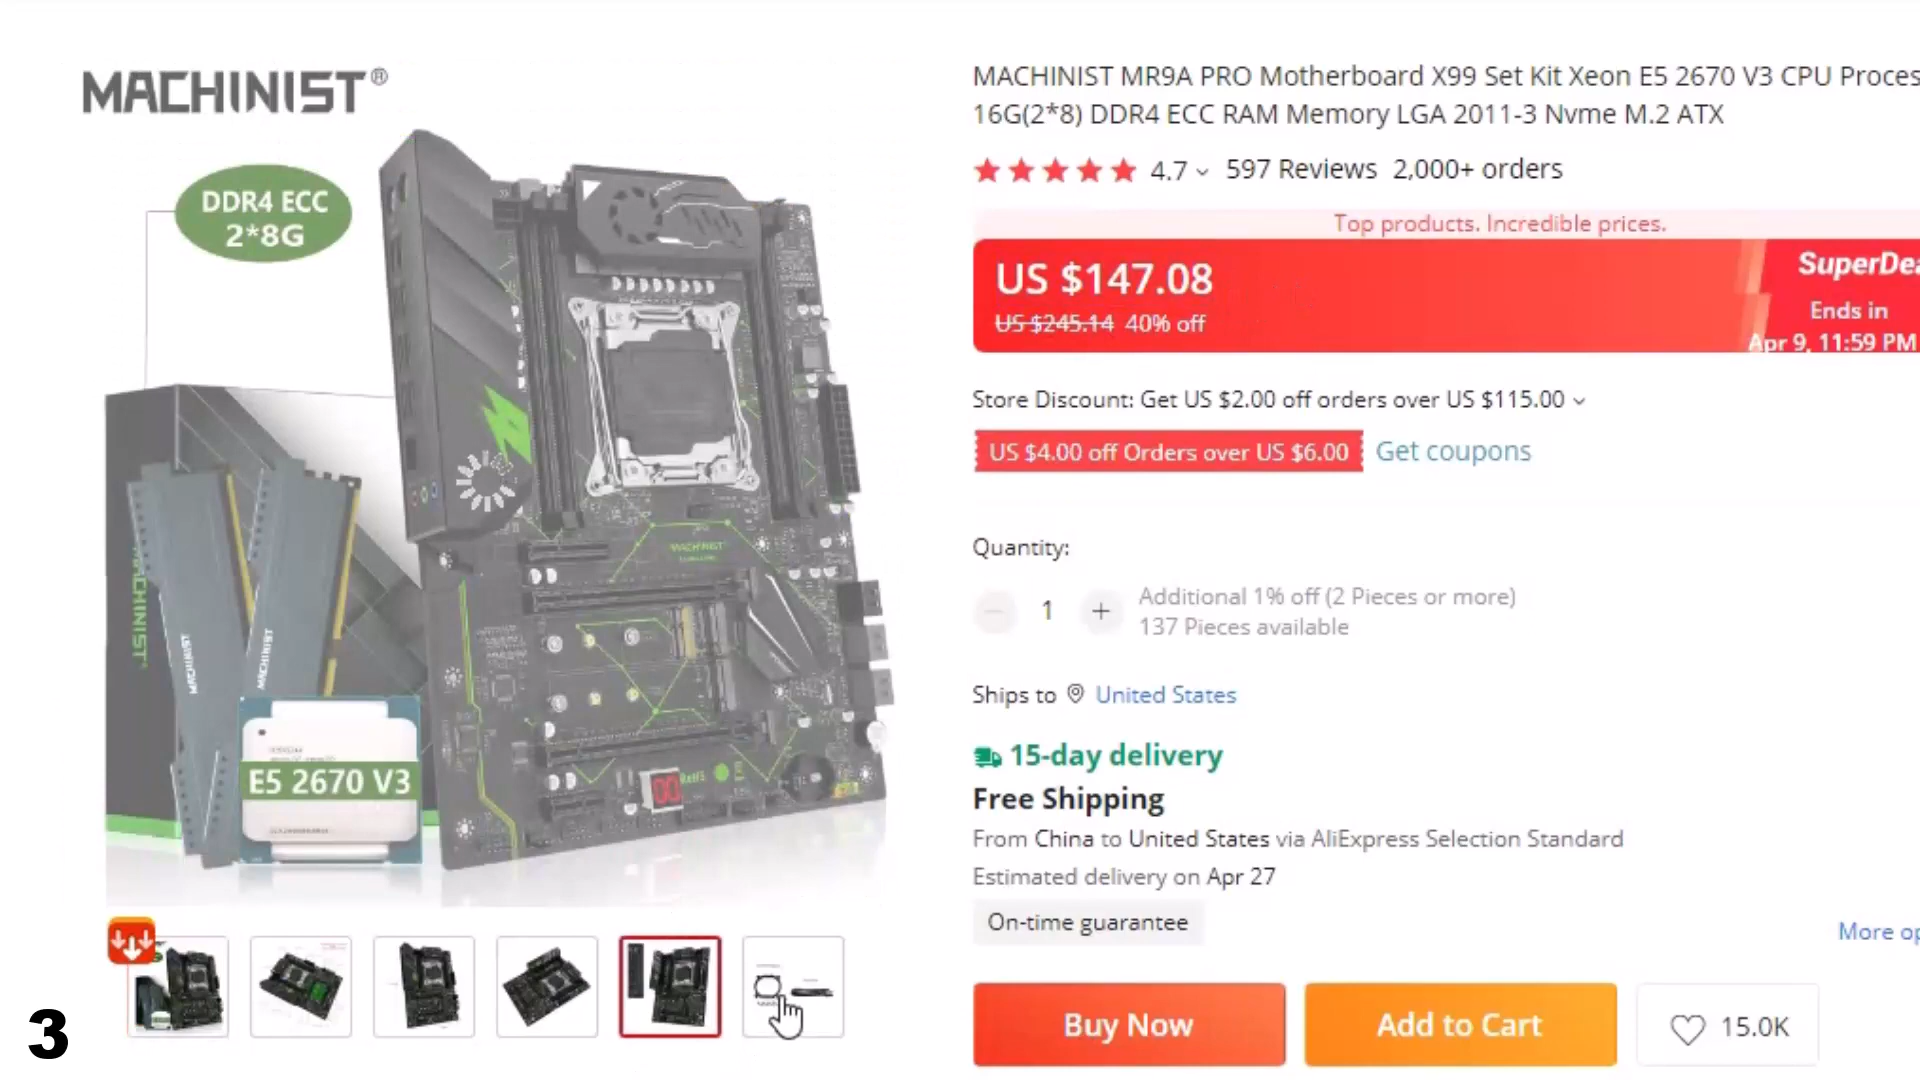 MACHINIST®
DDR4 ECC
2*8G
MACHINIST
MACHINIST
MACHINIST
MACHINIST
E5 2670 V3
00
3
MACHINIST MR9A PRO Motherboard X99 Set Kit Xeon E5 2670 V3 CPU Proces
16G(2*8) DDR4 ECC RAM Memory LGA 2011-3 Nvme M.2 ATX
4.7 597 Reviews 2,000+ orders
Top products. Incredible prices.
US $147.08
US $245.14 40% off
SuperDea
Ends in
Apr 9, 11:59 PM
Store Discount: Get US $2.00 off orders over US $115.00
US $4.00 off Orders over US $6.00 Get coupons
Quantity:
1
Additional 1% off (2 Pieces or more)
137 Pieces available
Ships to United States
15-day delivery
Free Shipping
From China to United States via AliExpress Selection Standard
Estimated delivery on Apr 27
On-time guarantee
More op
Buy Now
Add to Cart
15.0K